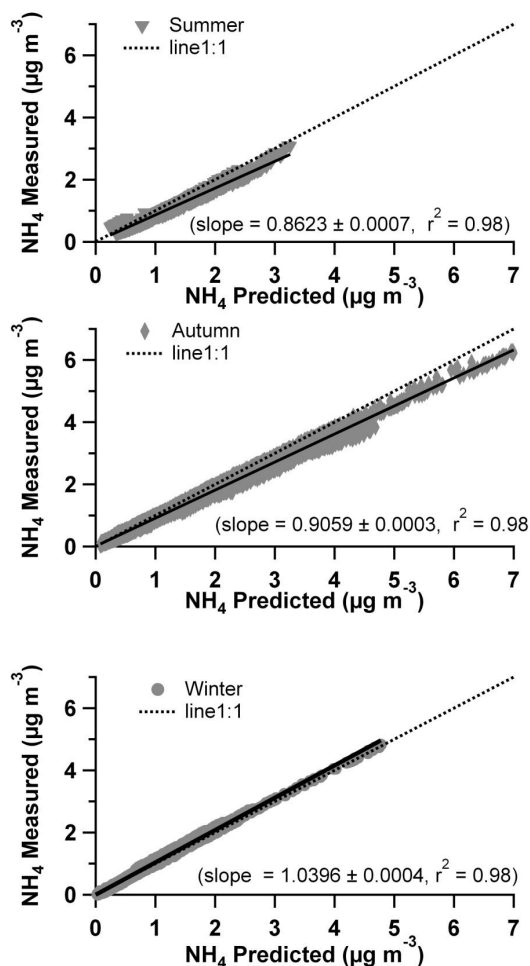 Summer
line1:1
NH4 Measured (µg m-3)
6
4
2
0
(slope = 0.8623 ± 0.0007, r2 = 0.98)
0 1 2 3 4 5 6 7
NH4 Predicted (µg m-3)
Autumn
line1:1
NH4 Measured (µg m-3)
6
4
2
0
(slope = 0.9059 ± 0.0003, r2 = 0.98
0 1 2 3 4 5 6 7
NH4 Predicted (µg m-3)
Winter
line1:1
NH4 Measured (µg m-3)
6
4
2
0
(slope = 1.0396 ± 0.0004, r2 = 0.98)
0 1 2 3 4 5 6 7
NH4 Predicted (µg m-3)